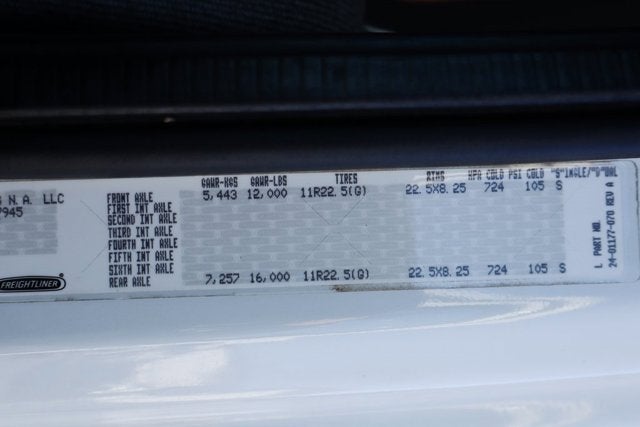 GAWR-KGS GAWR-LBS TIRES RIMS KPA COLD PSI COLD "S"INGLE/"D"UAL
N.A. LLC FRONT AXLE 5,443 12,000 11R22.5(G) 22.5X8.25 724 105 S
7945 FIRST INT AXLE
SECOND INT AXLE
THIRD INT AXLE
FOURTH INT AXLE
FIFTH INT AXLE
SIXTH INT AXLE
REAR AXLE 7,257 16,000 11R22.5(G) 22.5X8.25 724 105 S
FREIGHTLINER
L PART NO.
24-01177-070 REV A